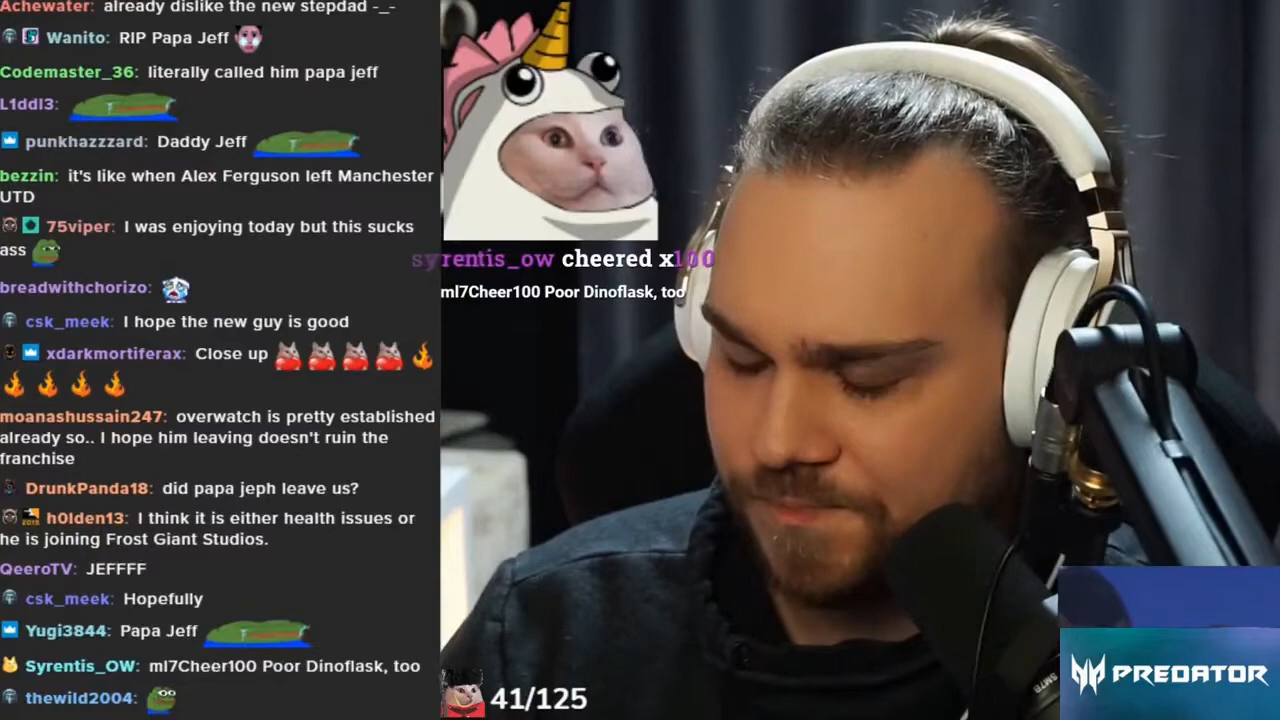 Achewater: already dislike the new stepdad -_-
Wanito: RIP Papa Jeff
Codemaster_36: literally called him papa jeff
L1ddl3:
punkhazzzard: Daddy Jeff
bezzin: it's like when Alex Ferguson left Manchester
UTD
75viper: I was enjoying today but this sucks
ass
breadwithchorizo:
csk_meek: I hope the new guy is good
xdarkmortiferax: Close up
moanashussain247: overwatch is pretty established
already so.. I hope him leaving doesn't ruin the
franchise
DrunkPanda18: did papa jeph leave us?
h0lden13: I think it is either health issues or
he is joining Frost Giant Studios.
QeeroTV: JEFFFF
csk_meek: Hopefully
Yugi3844: Papa Jeff
Syrentis_OW: ml7Cheer100 Poor Dinoflask, too
thewild2004:
syrentis_ow cheered x100
ml7Cheer100 Poor Dinoflask, too
41/125
SM7B
PREDATOR